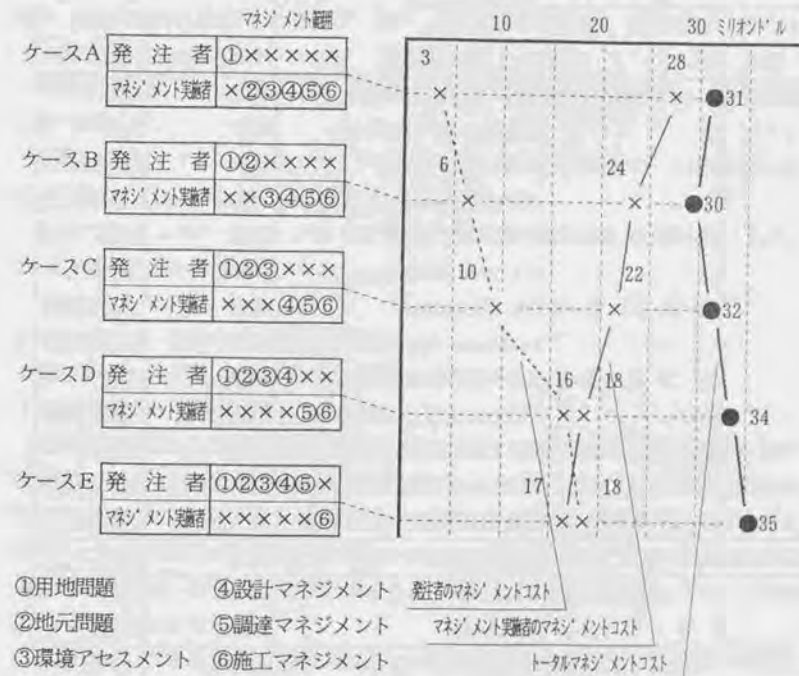 マネジメント範囲
10 20 30 ミリオンドル
ケースA 発注者 ①×××××
マネジメント実施者 ×②③④⑤⑥
3 28 31
ケースB 発注者 ①②××××
マネジメント実施者 ××③④⑤⑥
6 24 30
ケースC 発注者 ①②③×××
マネジメント実施者 ×××④⑤⑥
10 22 32
ケースD 発注者 ①②③④××
マネジメント実施者 ××××⑤⑥
16 18 34
ケースE 発注者 ①②③④⑤×
マネジメント実施者 ×××××⑥
17 18 35
①用地問題 ④設計マネジメント 発注者のマネジメントコスト
②地元問題 ⑤調達マネジメント マネジメント実施者のマネジメントコスト
③環境アセスメント ⑥施工マネジメント トータルマネジメントコスト